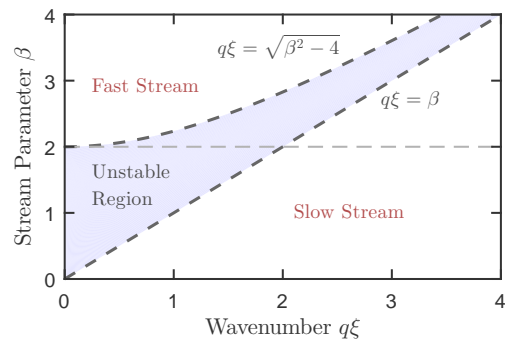 4
3
2
1
0
Stream Parameter β
qξ = √β² − 4
Fast Stream
qξ = β
Unstable
Region
Slow Stream
0 1 2 3 4
Wavenumber qξ